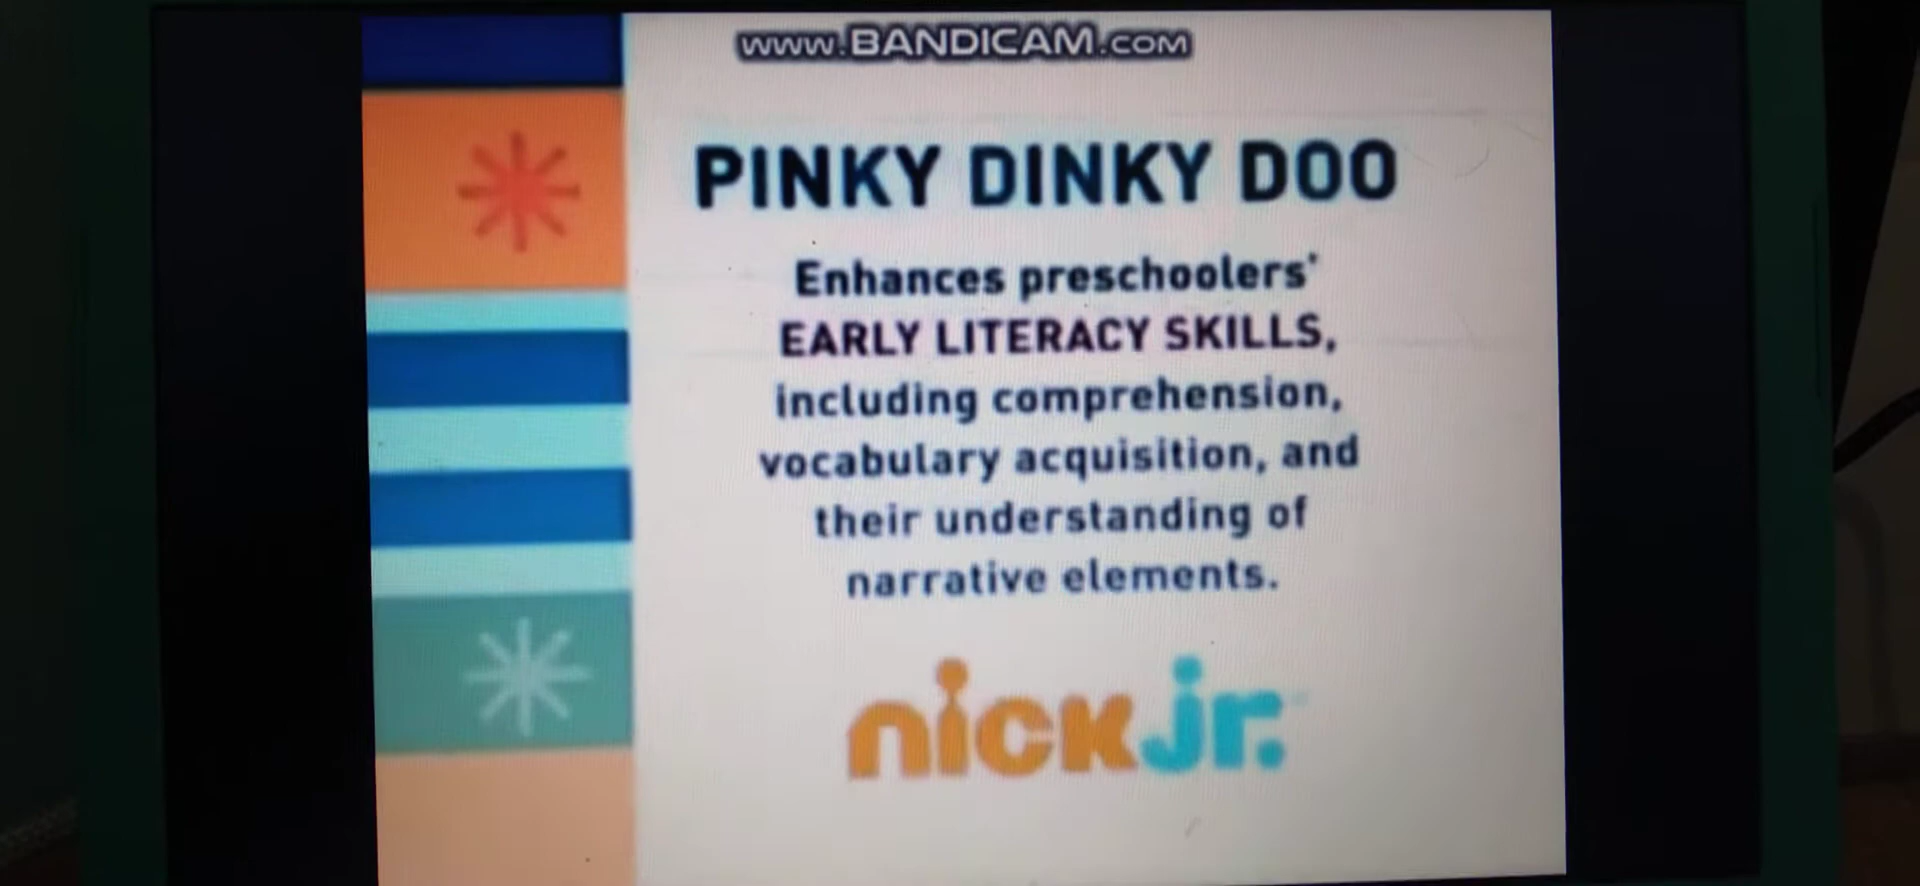 www.BANDICAM.com
PINKY DINKY DOO
Enhances preschoolers'
EARLY LITERACY SKILLS,
including comprehension,
vocabulary acquisition, and
their understanding of
narrative elements.
nick jr.